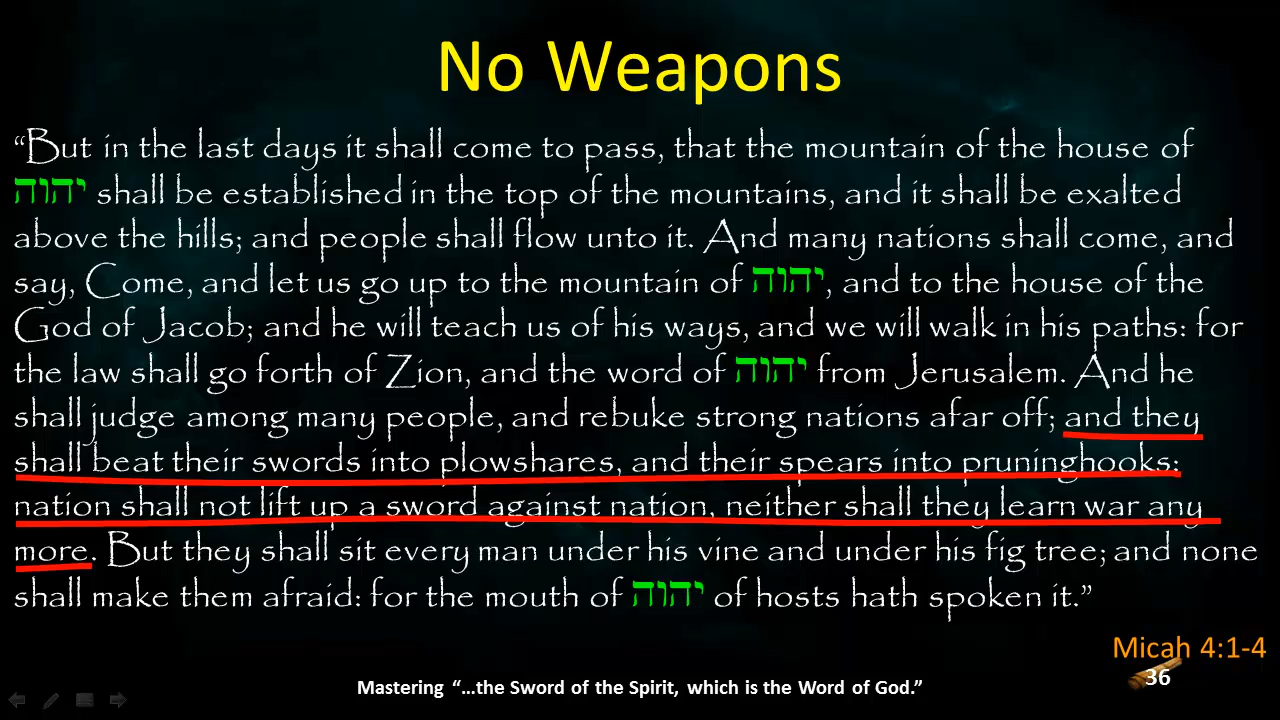 No Weapons
“But in the last days it shall come to pass, that the mountain of the house of
יהוה shall be established in the top of the mountains, and it shall be exalted
above the hills; and people shall flow unto it. And many nations shall come, and
say, Come, and let us go up to the mountain of יהוה, and to the house of the
God of Jacob; and he will teach us of his ways, and we will walk in his paths: for
the law shall go forth of Zion, and the word of יהוה from Jerusalem. And he
shall judge among many people, and rebuke strong nations afar off; and they
shall beat their swords into plowshares, and their spears into pruninghooks:
nation shall not lift up a sword against nation, neither shall they learn war any
more. But they shall sit every man under his vine and under his fig tree; and none
shall make them afraid: for the mouth of יהוה of hosts hath spoken it.”
Micah 4:1-4
36
Mastering “...the Sword of the Spirit, which is the Word of God.”